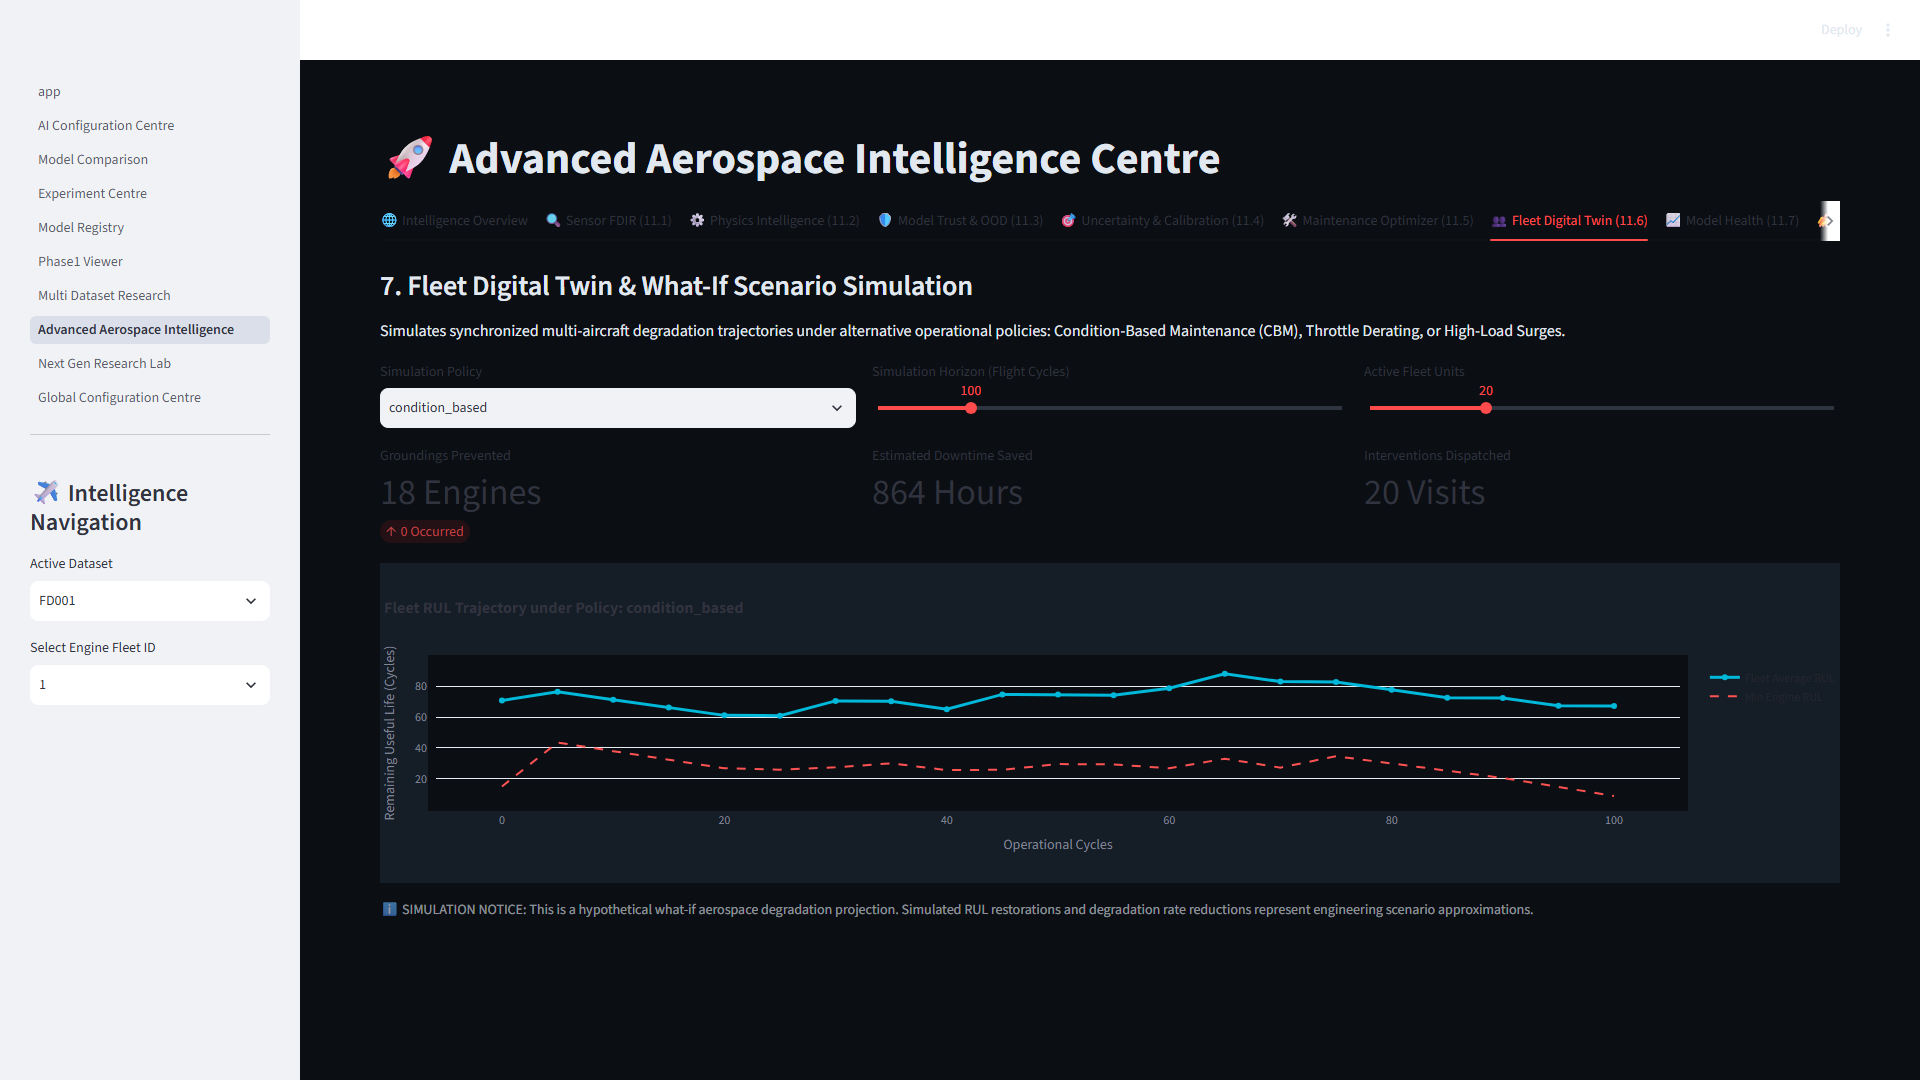 Deploy
app
AI Configuration Centre
Model Comparison
Experiment Centre
Model Registry
Phase1 Viewer
Multi Dataset Research
Advanced Aerospace Intelligence
Next Gen Research Lab
Global Configuration Centre
Intelligence
Navigation
Active Dataset
FD001
Select Engine Fleet ID
1
Advanced Aerospace Intelligence Centre
Intelligence Overview
Sensor FDIR (11.1)
Physics Intelligence (11.2)
Model Trust & OOD (11.3)
Uncertainty & Calibration (11.4)
Maintenance Optimizer (11.5)
Fleet Digital Twin (11.6)
Model Health (11.7)
7. Fleet Digital Twin & What-If Scenario Simulation
Simulates synchronized multi-aircraft degradation trajectories under alternative operational policies: Condition-Based Maintenance (CBM), Throttle Derating, or High-Load Surges.
Simulation Policy
condition_based
Simulation Horizon (Flight Cycles)
100
Active Fleet Units
20
Groundings Prevented
18 Engines
↑ 0 Occurred
Estimated Downtime Saved
864 Hours
Interventions Dispatched
20 Visits
Fleet RUL Trajectory under Policy: condition_based
Remaining Useful Life (Cycles)
80
60
40
20
0
20
40
60
80
100
Operational Cycles
Fleet Average RUL
Min Engine RUL
SIMULATION NOTICE: This is a hypothetical what-if aerospace degradation projection. Simulated RUL restorations and degradation rate reductions represent engineering scenario approximations.